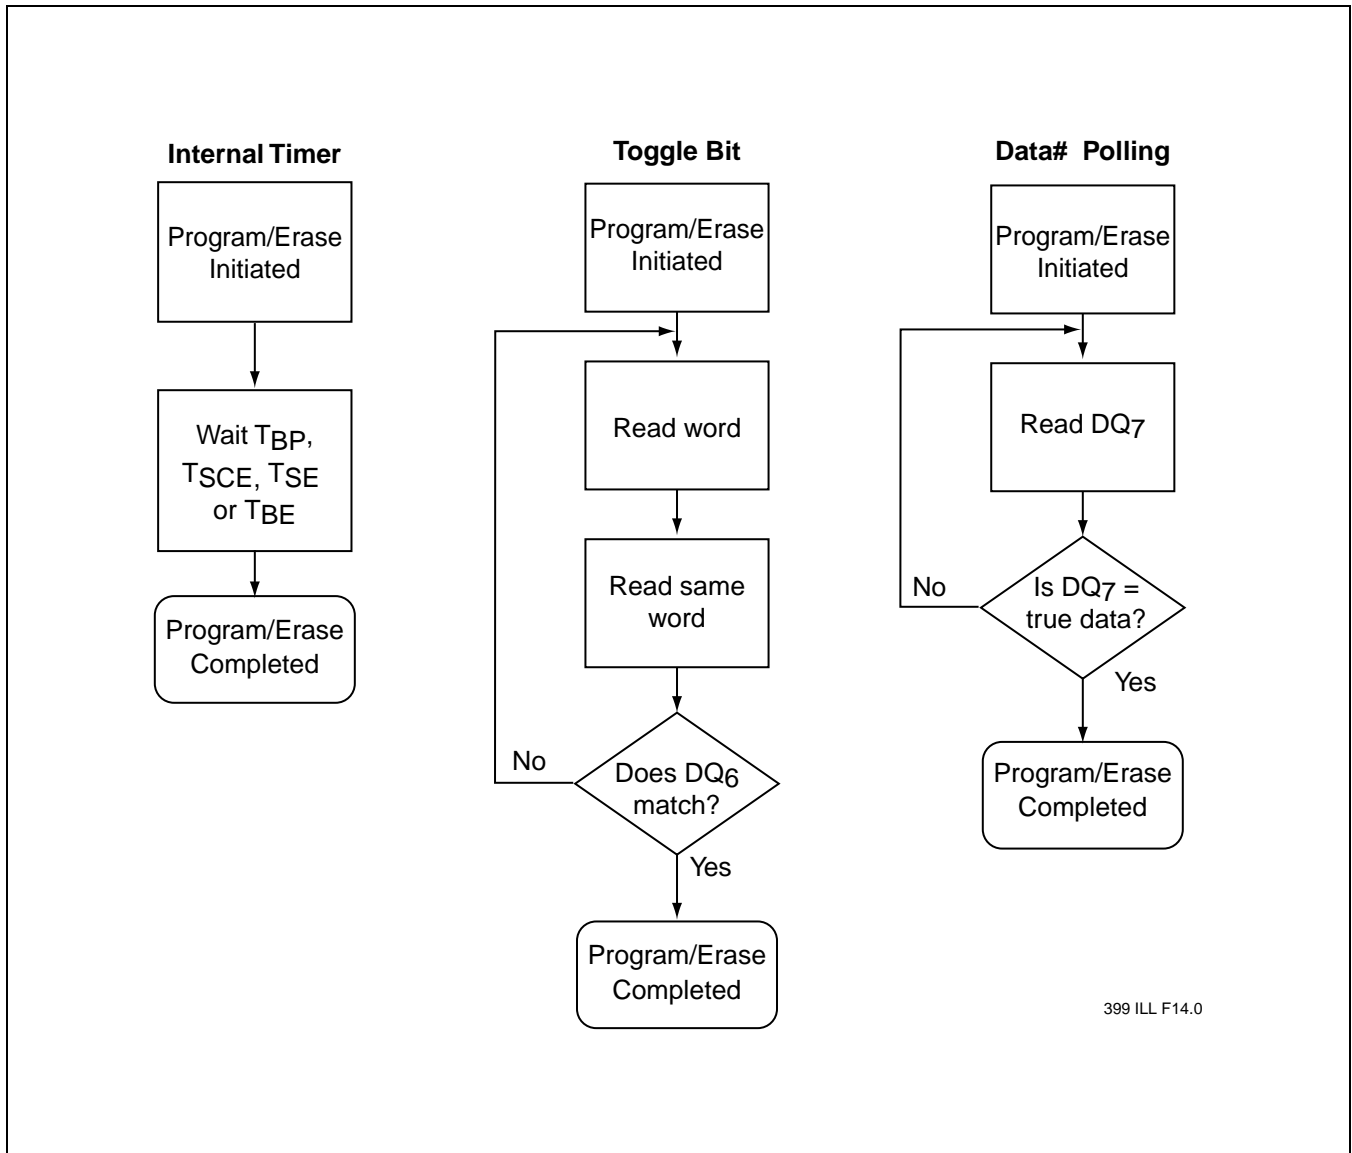 Internal Timer
Program/Erase
Initiated
Wait TBP,
TSCE, TSE
or TBE
Program/Erase
Completed
Toggle Bit
Program/Erase
Initiated
Read word
Read same
word
Does DQ6
match?
No
Yes
Program/Erase
Completed
Data# Polling
Program/Erase
Initiated
Read DQ7
Is DQ7 =
true data?
No
Yes
Program/Erase
Completed
399 ILL F14.0